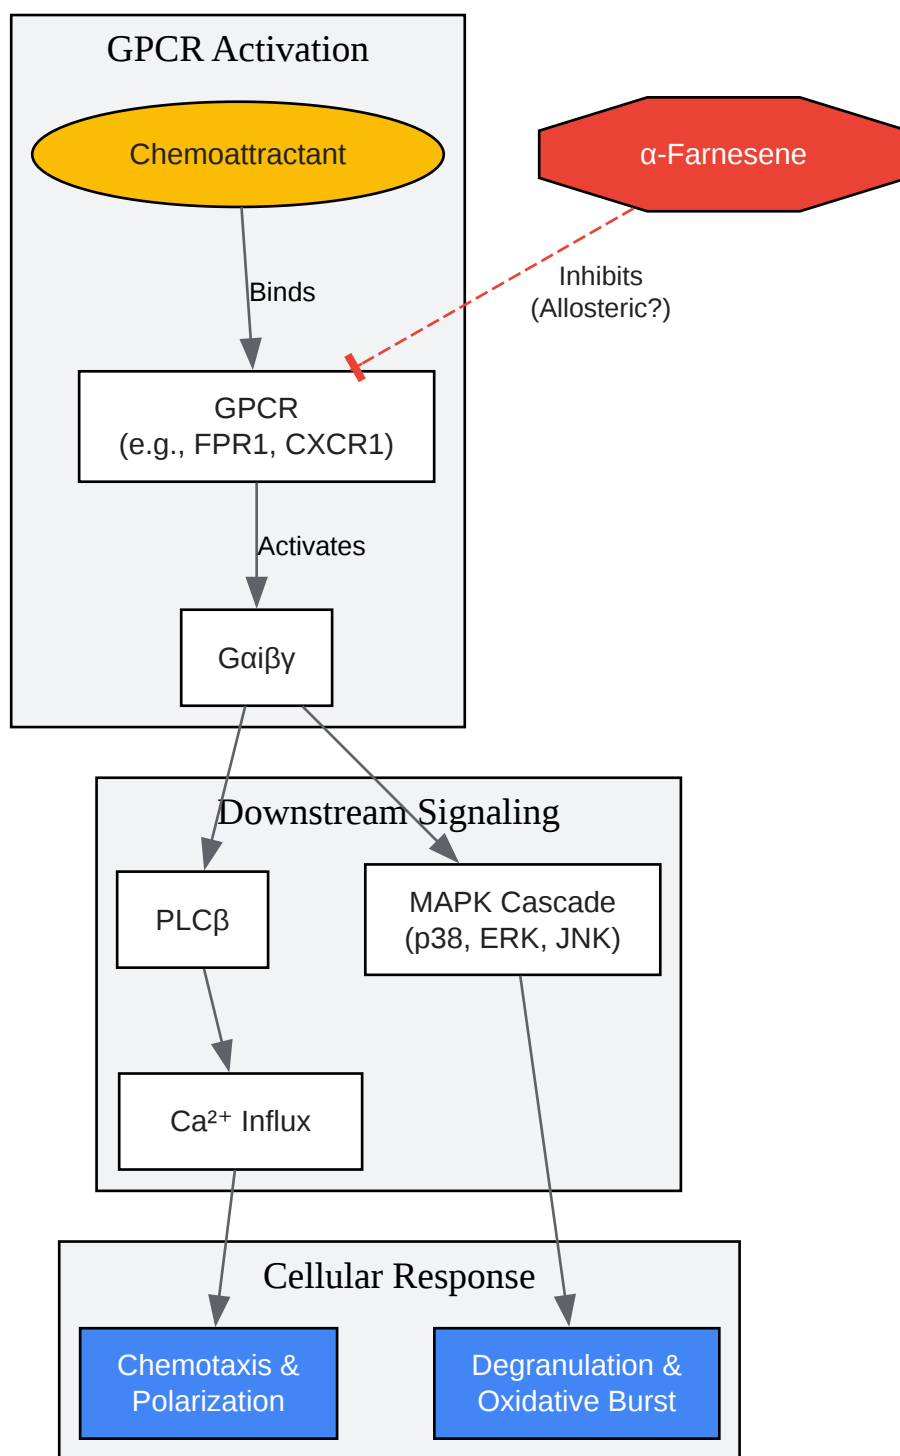 GPCR Activation
Chemoattractant
α-Farnesene
Binds
Inhibits
(Allosteric?)
GPCR
(e.g., FPR1, CXCR1)
Activates
Gαiβγ
Downstream Signaling
PLCβ
MAPK Cascade
(p38, ERK, JNK)
Ca²⁺ Influx
Cellular Response
Chemotaxis &
Polarization
Degranulation &
Oxidative Burst